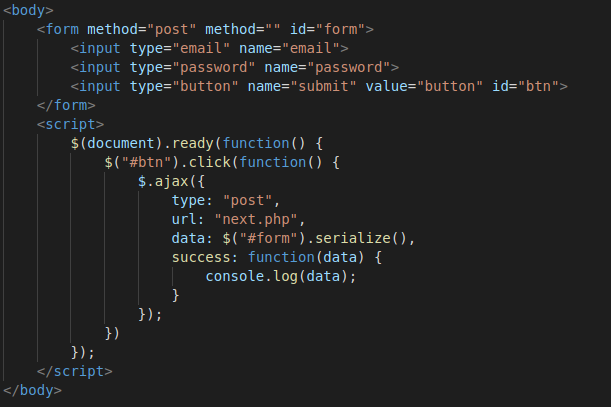 <body>
    <form method="post" method="" id="form">
        <input type="email" name="email">
        <input type="password" name="password">
        <input type="button" name="submit" value="button" id="btn">
    </form>
    <script>
        $(document).ready(function() {
            $("#btn").click(function() {
                $.ajax({
                    type: "post",
                    url: "next.php",
                    data: $("#form").serialize(),
                    success: function(data) {
                        console.log(data);
                    }
                });
            })
        });
    </script>
</body>